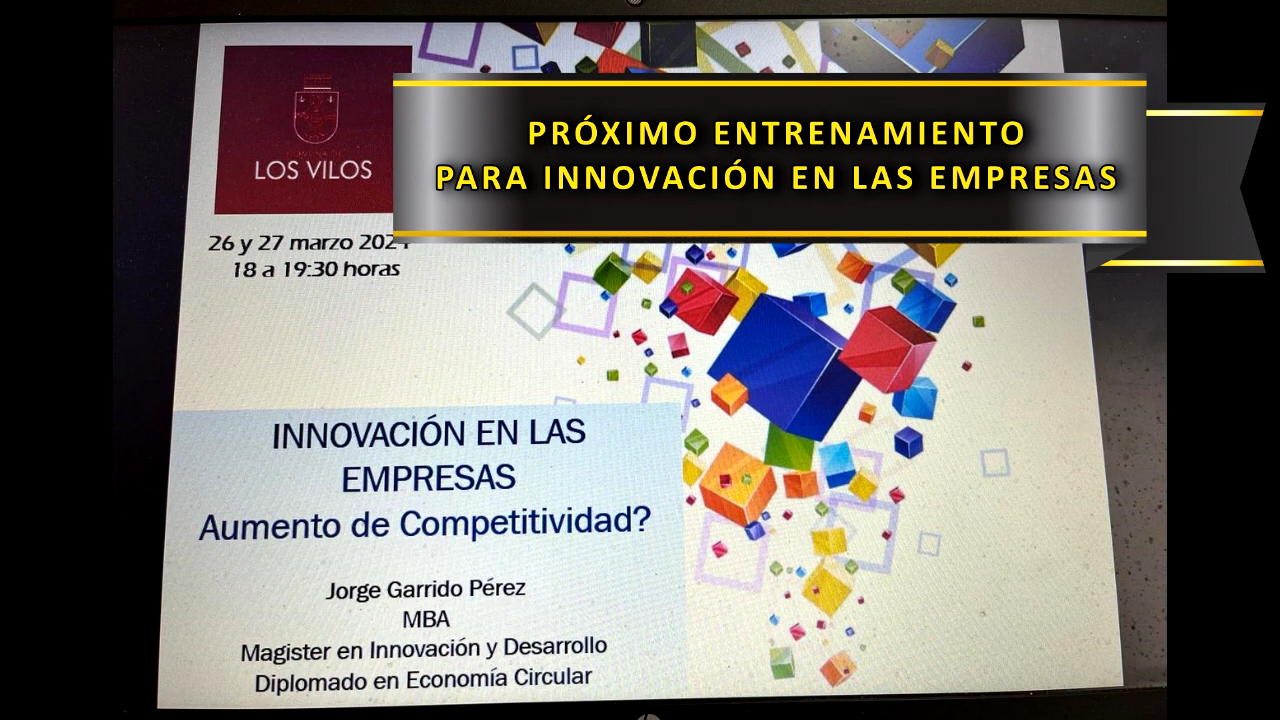 PRÓXIMO ENTRENAMIENTO
PARA INNOVACIÓN EN LAS EMPRESAS
LOS VILOS
26 y 27 marzo 2024
18 a 19:30 horas
INNOVACIÓN EN LAS
EMPRESAS
Aumento de Competitividad?
Jorge Garrido Pérez
MBA
Magister en Innovación y Desarrollo
Diplomado en Economía Circular